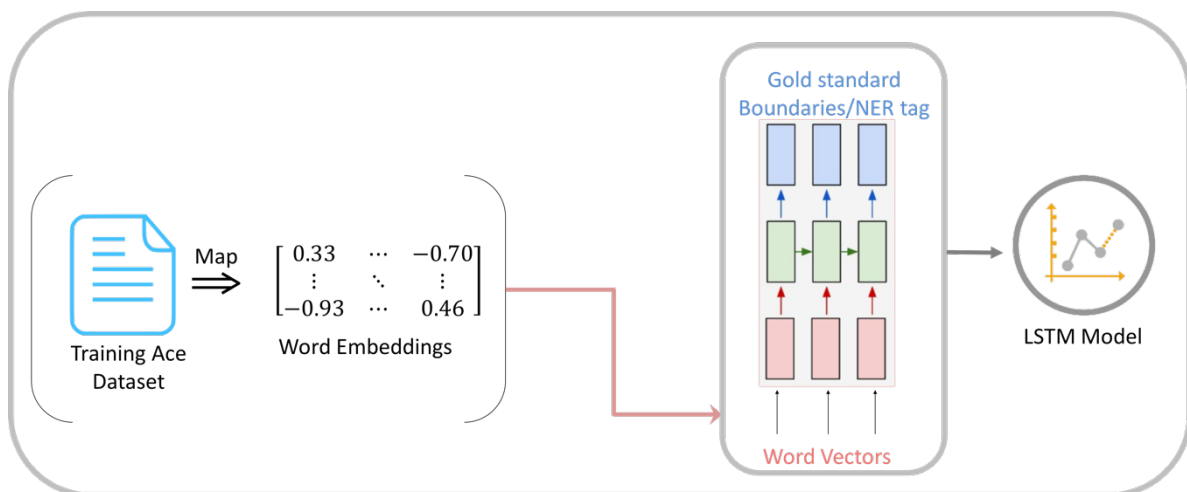 Gold standard
Boundaries/NER tag
Map
0.33 ⋯ −0.70
⋮ ⋱ ⋮
−0.93 ⋯ 0.46
Training Ace
Dataset
Word Embeddings
LSTM Model
Word Vectors